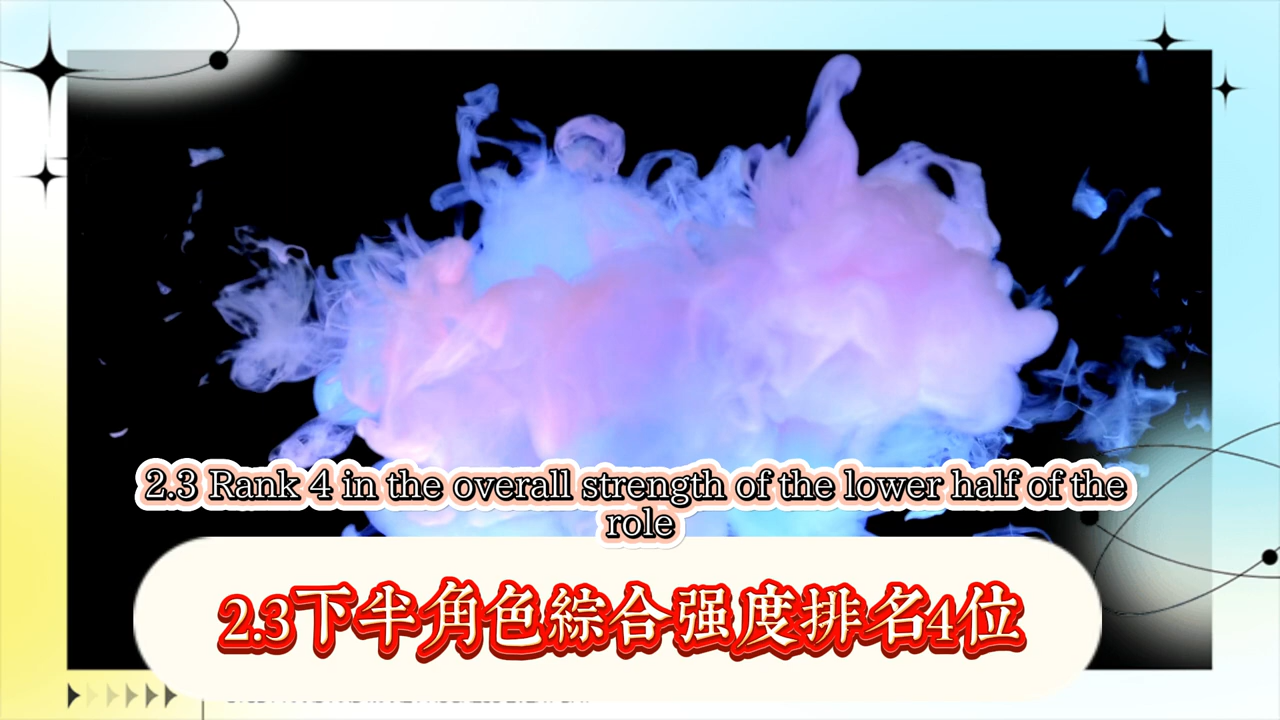 2.3 Rank 4 in the overall strength of the lower half of the
role
2.3下半角色綜合强度排名4位